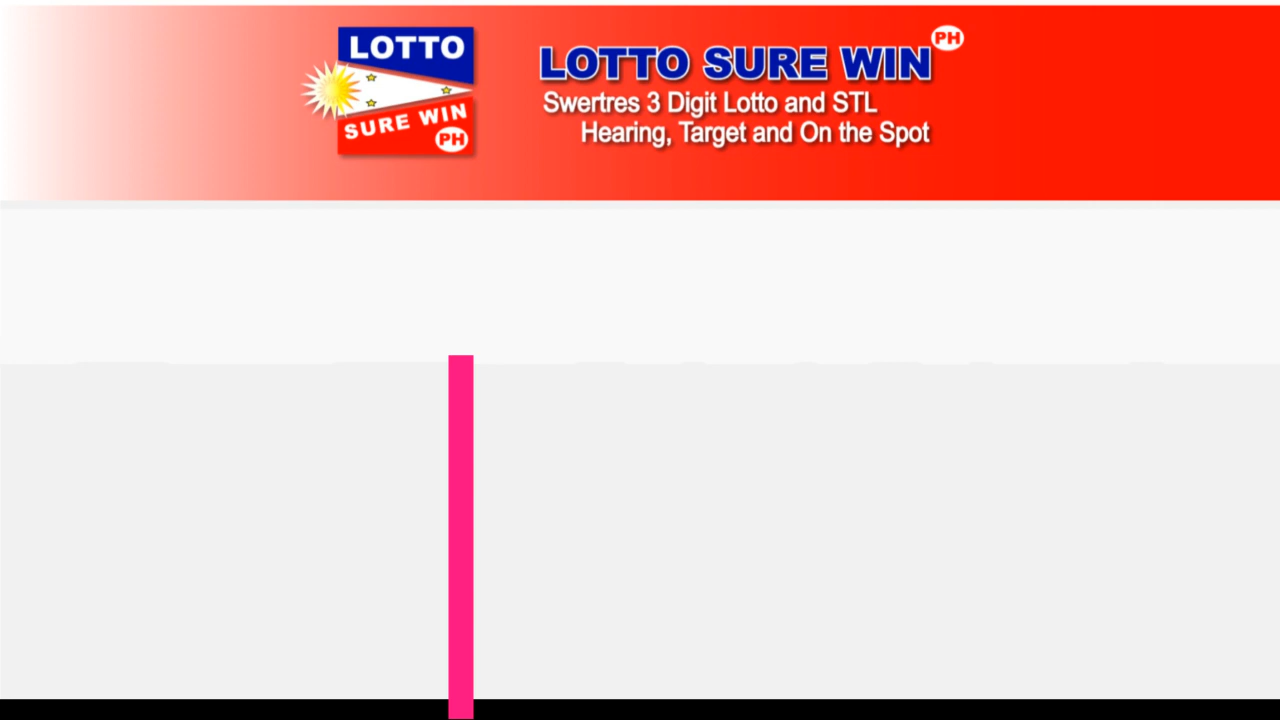 LOTTO
SURE WIN
PH
LOTTO SURE WIN
PH
Swertres 3 Digit Lotto and STL
Hearing, Target and On the Spot